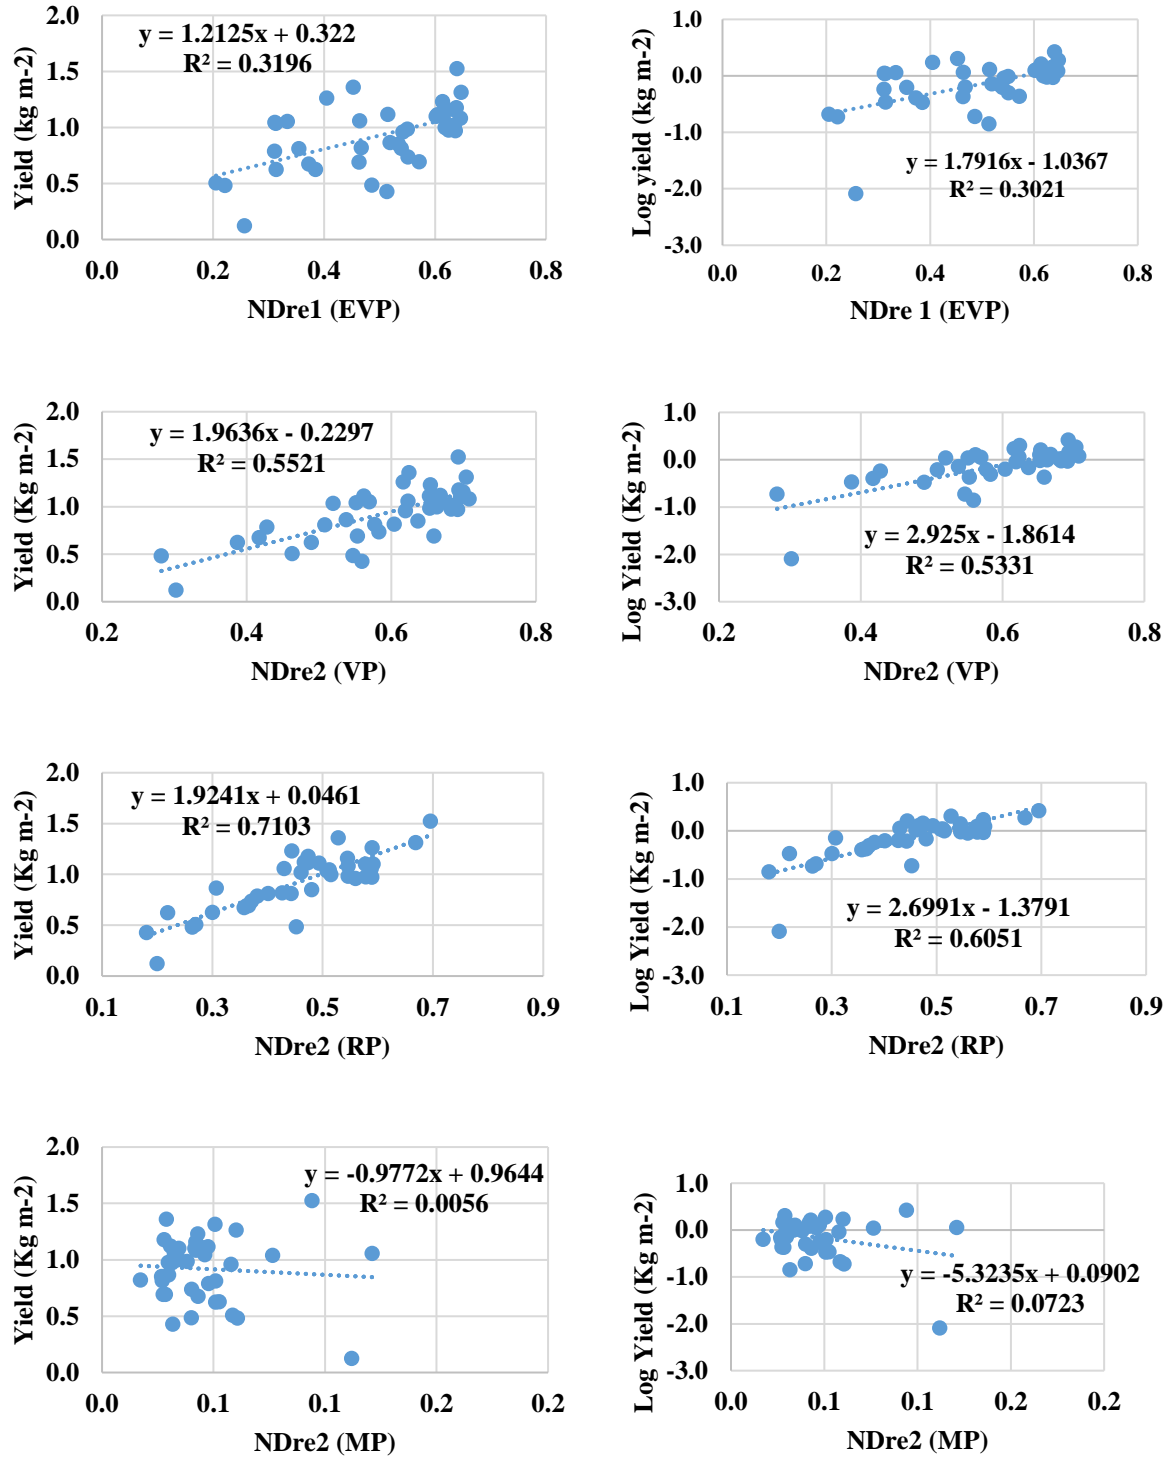 2.0
1.5
1.0
0.5
0.0
Yield (kg m-2)
y = 1.2125x + 0.322
R² = 0.3196
0.0 0.2 0.4 0.6 0.8
NDre1 (EVP)
1.0
0.0
-1.0
-2.0
-3.0
Log yield (kg m-2)
y = 1.7916x - 1.0367
R² = 0.3021
0.0 0.2 0.4 0.6 0.8
NDre 1 (EVP)
2.0
1.5
1.0
0.5
0.0
Yield (Kg m-2)
y = 1.9636x - 0.2297
R² = 0.5521
0.2 0.4 0.6 0.8
NDre2 (VP)
1.0
0.0
-1.0
-2.0
-3.0
Log Yield (Kg m-2)
y = 2.925x - 1.8614
R² = 0.5331
0.2 0.4 0.6 0.8
NDre2 (VP)
2.0
1.5
1.0
0.5
0.0
Yield (Kg m-2)
y = 1.9241x + 0.0461
R² = 0.7103
0.1 0.3 0.5 0.7 0.9
NDre2 (RP)
1.0
0.0
-1.0
-2.0
-3.0
Log Yield (Kg m-2)
y = 2.6991x - 1.3791
R² = 0.6051
0.1 0.3 0.5 0.7 0.9
NDre2 (RP)
2.0
1.5
1.0
0.5
0.0
Yield (Kg m-2)
y = -0.9772x + 0.9644
R² = 0.0056
0.0 0.1 0.1 0.2 0.2
NDre2 (MP)
1.0
0.0
-1.0
-2.0
-3.0
Log Yield (Kg m-2)
y = -5.3235x + 0.0902
R² = 0.0723
0.0 0.1 0.1 0.2 0.2
NDre2 (MP)